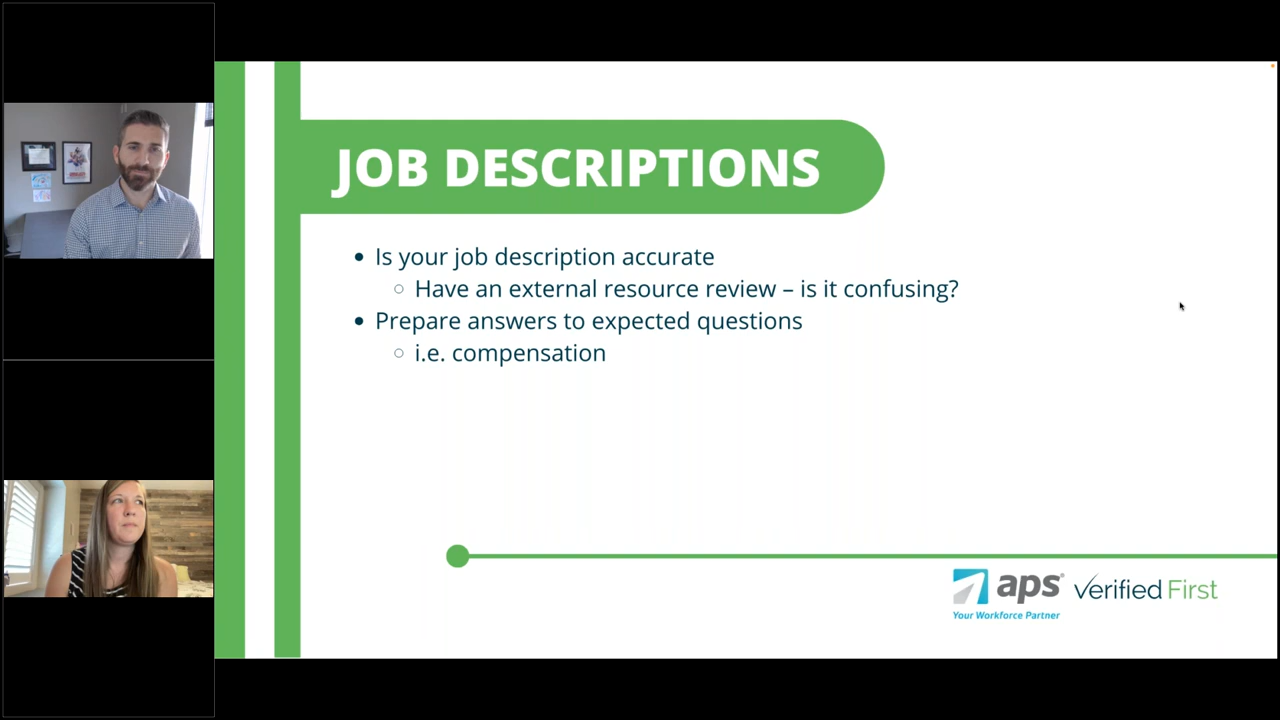 JOB DESCRIPTIONS
Is your job description accurate
Have an external resource review – is it confusing?
Prepare answers to expected questions
i.e. compensation
aps®
Your Workforce Partner
Verified First